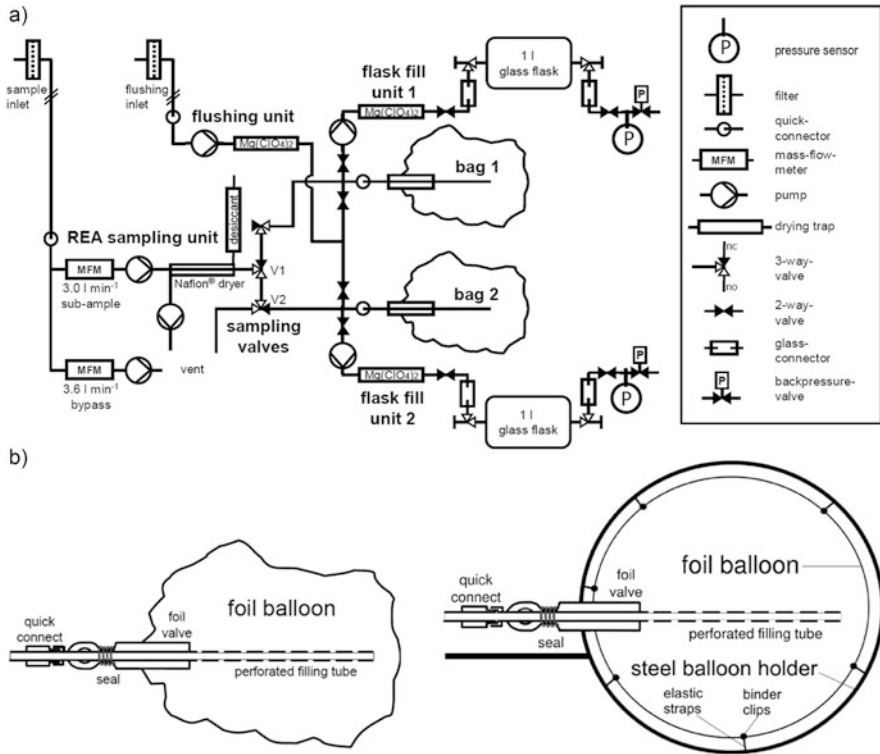 a)
sample
inlet
flushing
inlet
flushing unit
Mg(ClO₄)₂
flask fill
unit 1
Mg(ClO₄)₂
1 l
glass flask
P
P
bag 1
REA sampling unit
desiccant
MFM
3.0 l min⁻¹
sub-ample
Nafion® dryer
V1
V2
sampling
valves
bag 2
MFM
3.6 l min⁻¹
bypass
vent
Mg(ClO₄)₂
flask fill
unit 2
1 l
glass flask
P
P
P
pressure sensor
filter
quick-
connector
MFM
mass-flow-
meter
pump
drying trap
nc
no
3-way-
valve
2-way-
valve
glass-
connector
P
backpressure-
valve
b)
quick
connect
seal
foil
valve
foil balloon
perforated filling tube
quick
connect
seal
foil
valve
foil balloon
perforated filling tube
steel balloon holder
elastic
straps
binder
clips